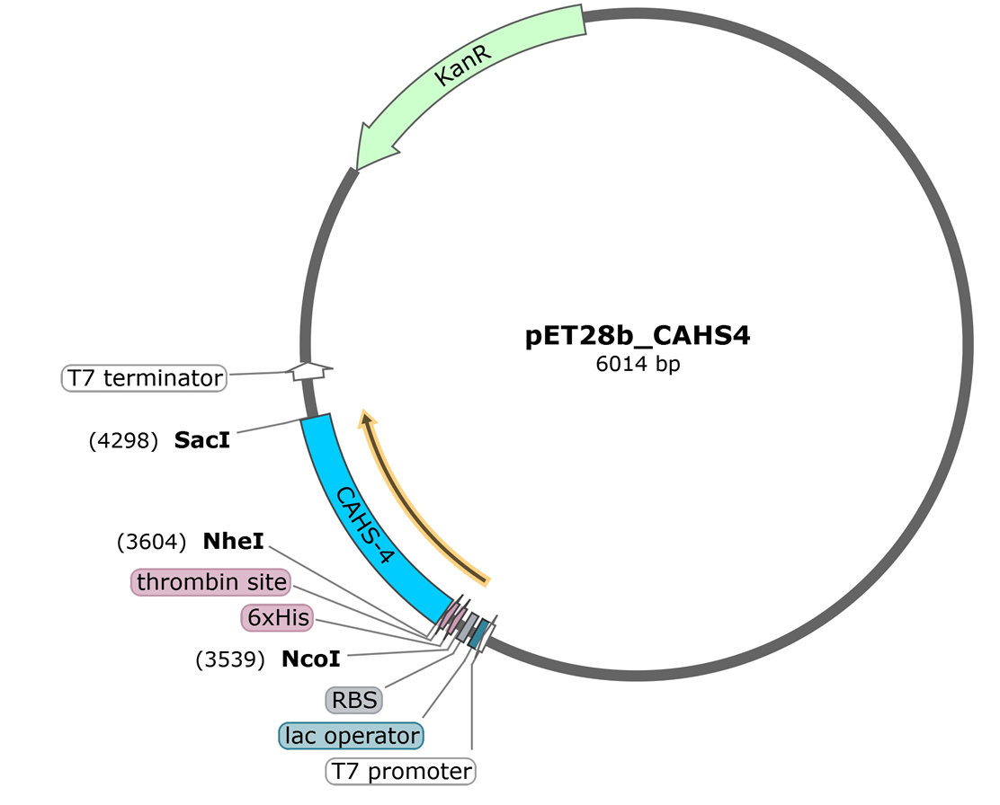 KanR
pET28b_CAHS4
6014 bp
T7 terminator
(4298) SacI
CAHS-4
(3604) NheI
thrombin site
6xHis
(3539) NcoI
RBS
lac operator
T7 promoter